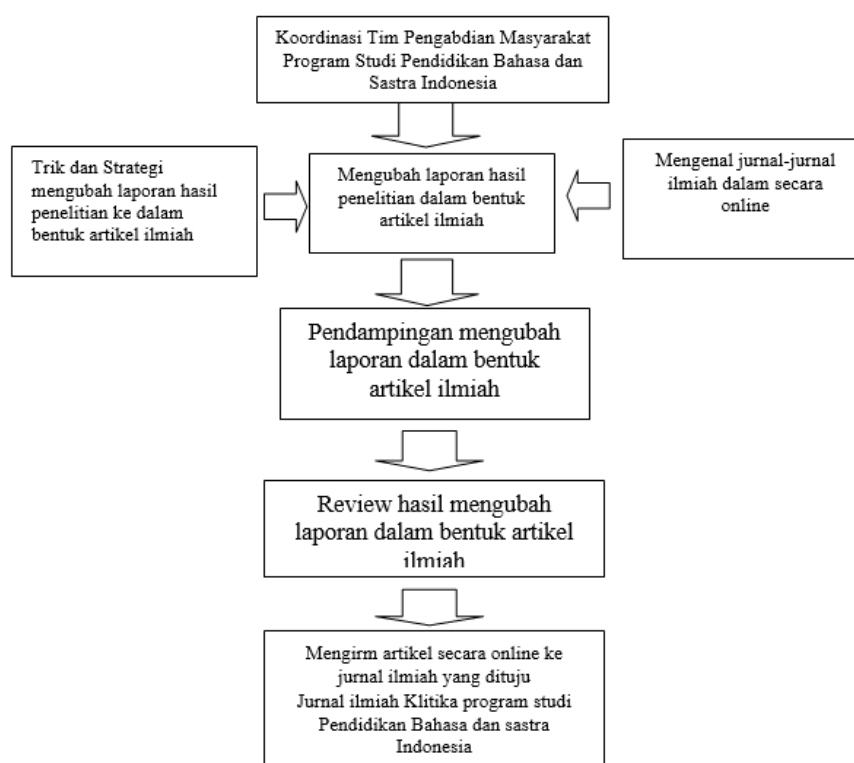 Koordinasi Tim Pengabdian Masyarakat
Program Studi Pendidikan Bahasa dan
Sastra Indonesia
Trik dan Strategi
mengubah laporan hasil
penelitian ke dalam
bentuk artikel ilmiah
Mengubah laporan hasil
penelitian dalam bentuk
artikel ilmiah
Mengenal jurnal-jurnal
ilmiah dalam secara
online
Pendampingan mengubah
laporan dalam bentuk
artikel ilmiah
Review hasil mengubah
laporan dalam bentuk artikel
ilmiah
Mengirm artikel secara online ke
jurnal ilmiah yang dituju
Jurnal ilmiah Klitika program studi
Pendidikan Bahasa dan sastra
Indonesia